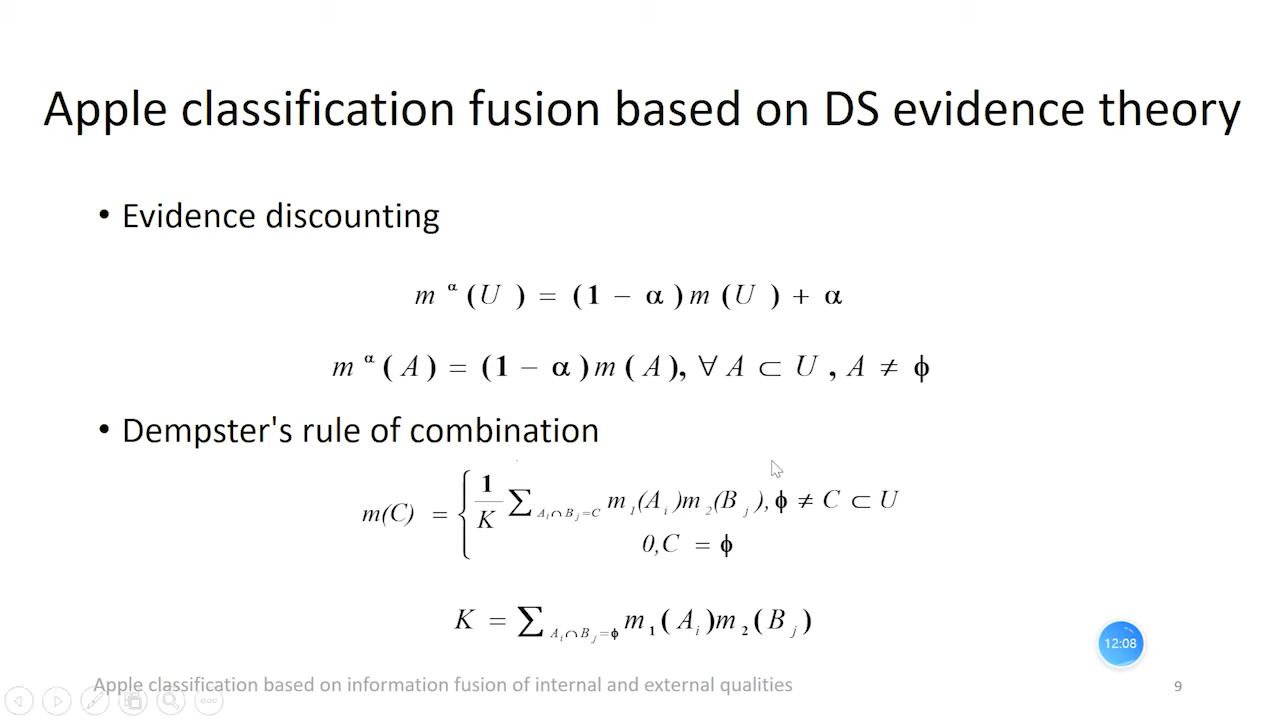 Apple classification fusion based on DS evidence theory
• Evidence discounting
m^α(U) = (1 − α)m(U) + α
m^α(A) = (1 − α)m(A), ∀A ⊂ U, A ≠ ϕ
• Dempster's rule of combination
m(C) = { 1/K ∑_{A_i∩B_j=C} m_1(A_i)m_2(B_j), ϕ ≠ C ⊂ U
0, C = ϕ
K = ∑_{A_i∩B_j=ϕ} m_1(A_i)m_2(B_j)
12:08
Apple classification based on information fusion of internal and external qualities
9